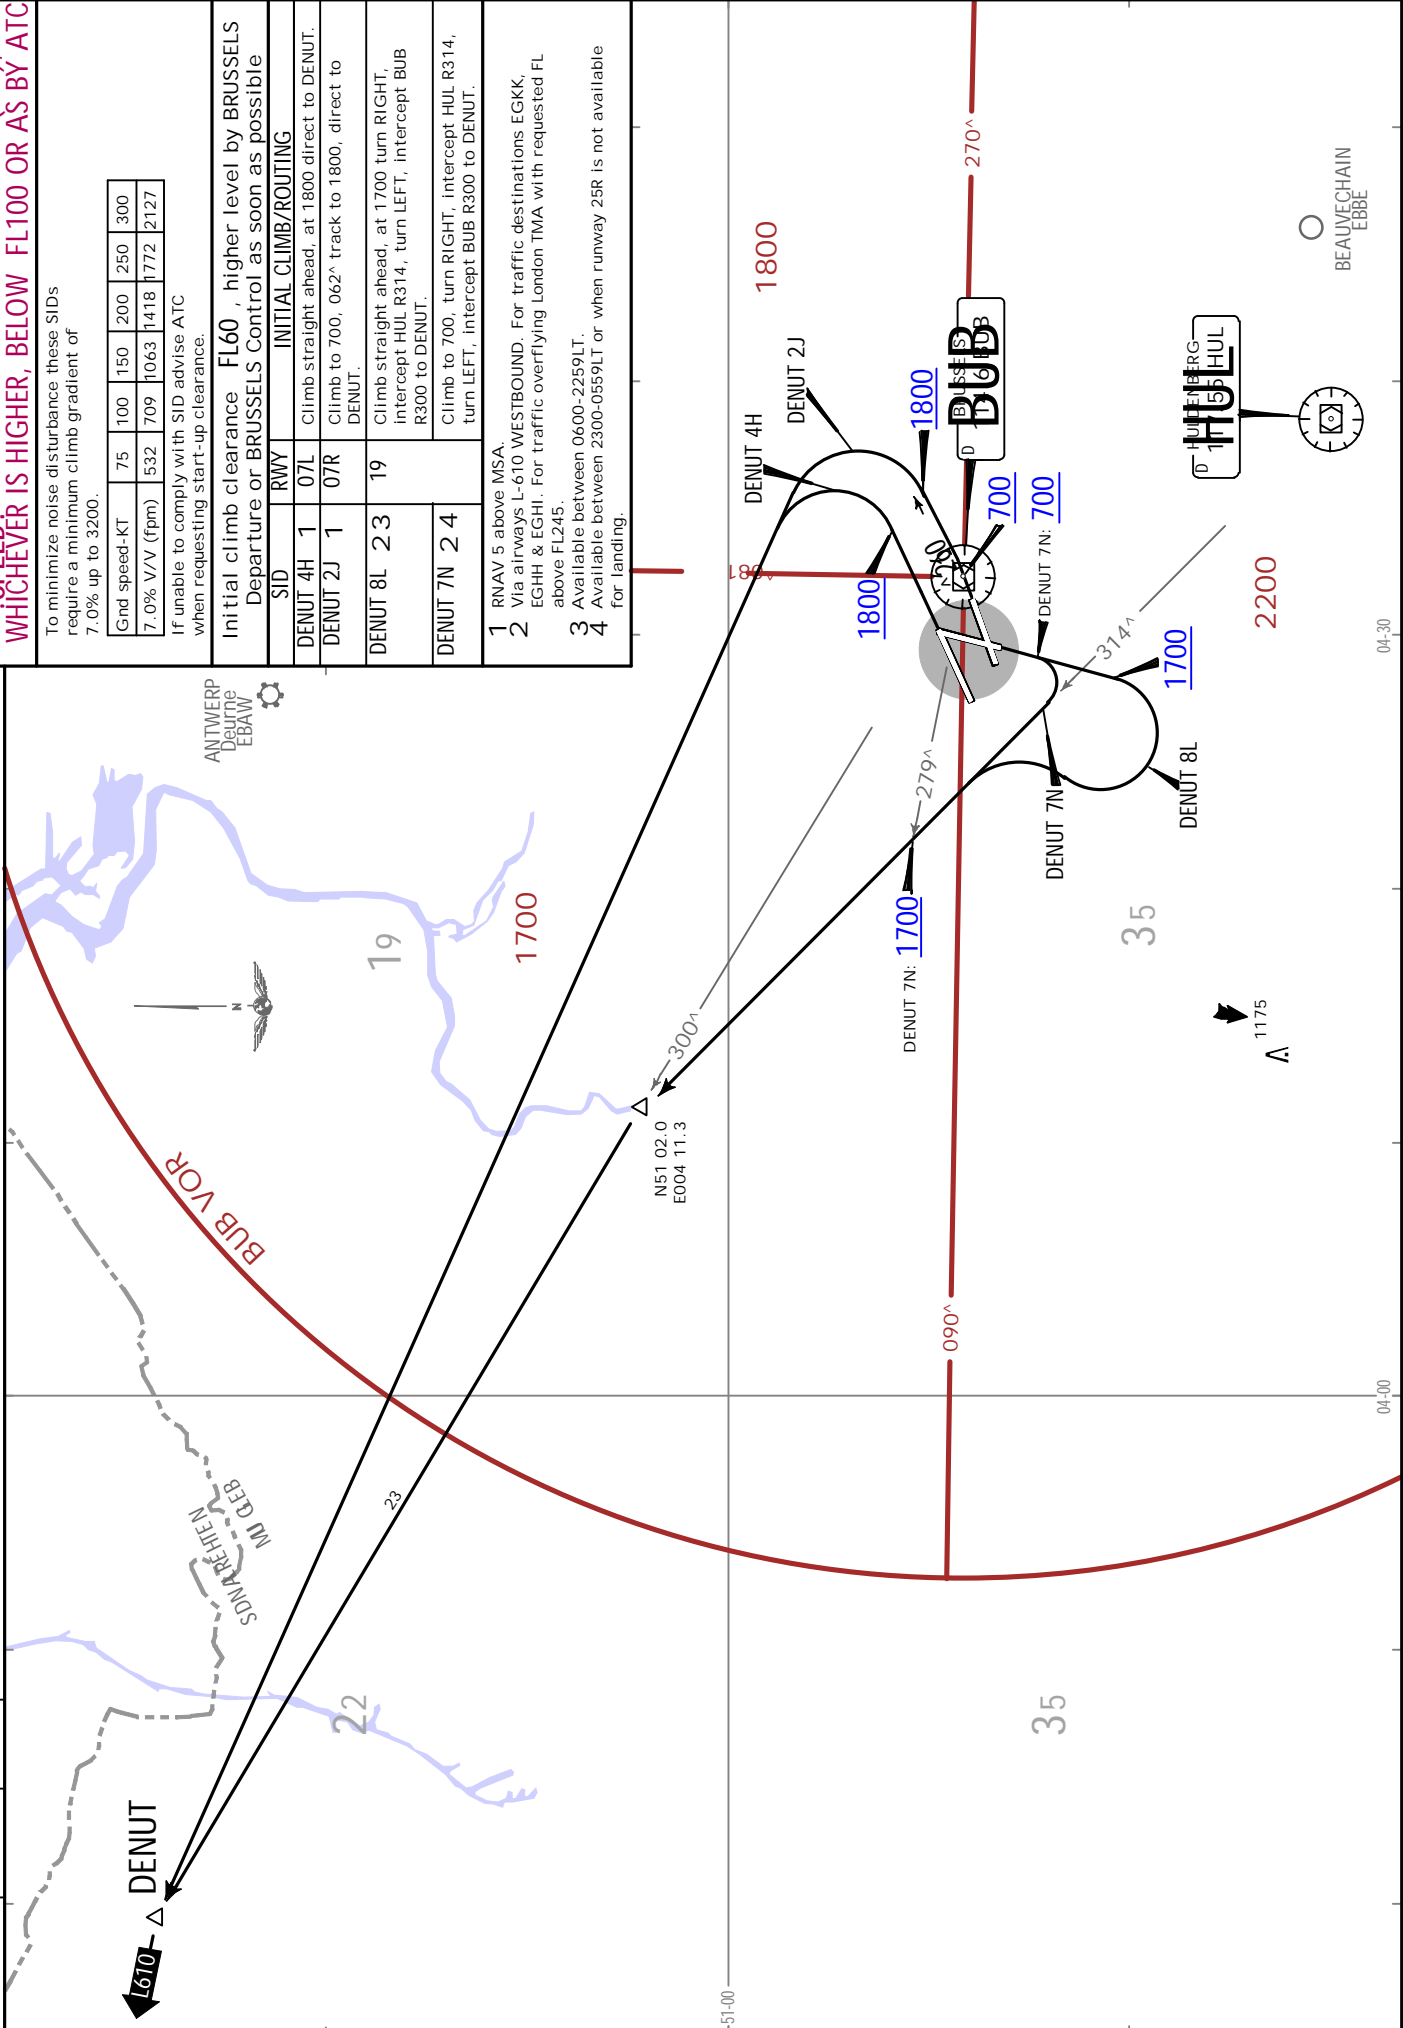 WHICHEVER IS HIGHER, BELOW FL100 OR AS BY ATC
To minimize noise disturbance these SIDs
require a minimum climb gradient of
7.0% up to 3200.
Gnd speed-KT 75 100 150 200 250 300
7.0% V/V (fpm) 532 709 1063 1418 1772 2127
If unable to comply with SID advise ATC
when requesting start-up clearance.
Initial climb clearance FL60, higher level by BRUSSELS
Departure or BRUSSELS Control as soon as possible
SID RWY INITIAL CLIMB/ROUTING
DENUT 4H 1 07L Climb straight ahead, at 1800 direct to DENUT.
DENUT 2J 1 07R Climb to 700, 062^ track to 1800, direct to
DENUT.
DENUT 8L 23 19 Climb straight ahead, at 1700 turn RIGHT,
intercept HUL R314, turn LEFT, intercept BUB
R300 to DENUT.
DENUT 7N 24 Climb to 700, turn RIGHT, intercept HUL R314,
turn LEFT, intercept BUB R300 to DENUT.
1 RNAV 5 above MSA.
2 Via airways L-610 WESTBOUND. For traffic destinations EGKK,
EGHH & EGHI. For traffic overflying London TMA with requested FL
above FL245.
3 Available between 0600-2259LT.
4 Available between 2300-0559LT or when runway 25R is not available
for landing.
ANTWERP
Deurne
EBAW
1800
270^
BEAUVECHAIN
EBBE
DENUT 4H
DENUT 2J
1800
1800
D
BUB
D
HUL
700
DENUT 7N: 700
314^
1700
2200
04-30
279^
DENUT 8L
DENUT 7N
DENUT 7N: 1700
19
1700
35
N
300^
N51 02.0
E004 11.3
1175
BUB VOR
090^
04-00
23
22
35
DENUT
L610
51-00